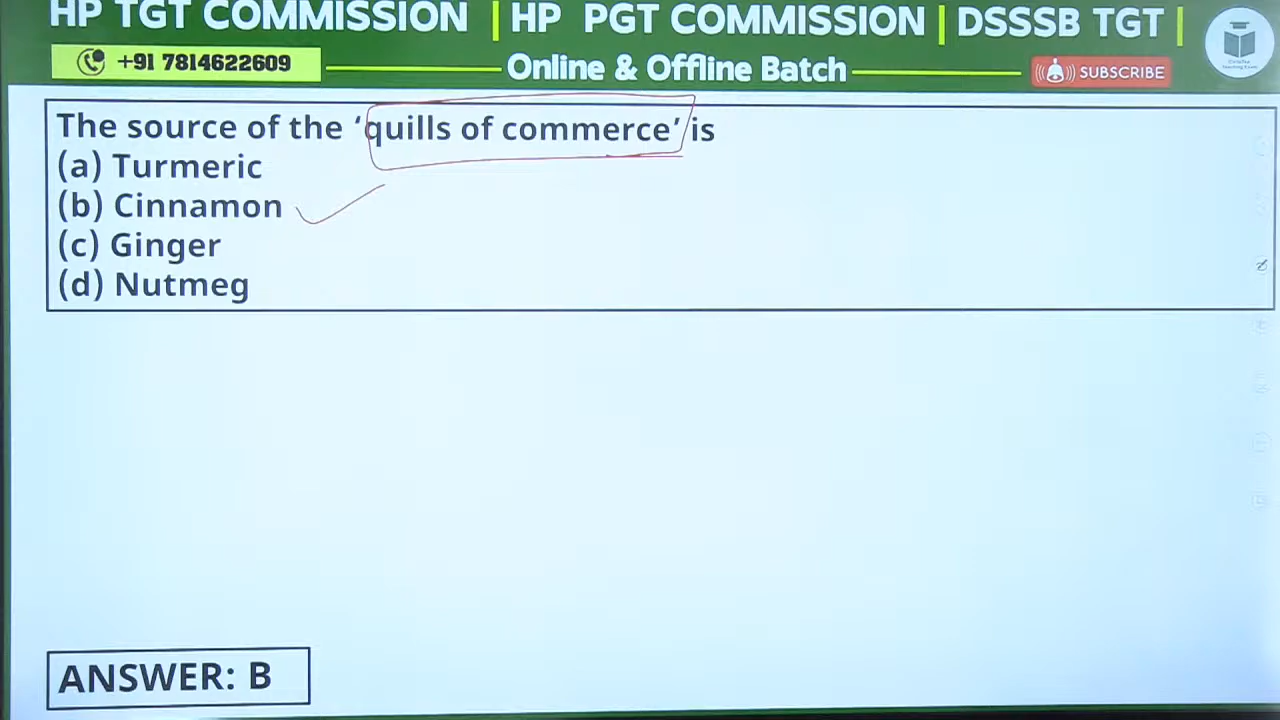 HP TGT COMMISSION | HP PGT COMMISSION | DSSSB TGT |
+91 7814622609
Online & Offline Batch
SUBSCRIBE
The source of the ‘quills of commerce’ is
(a) Turmeric
(b) Cinnamon
(c) Ginger
(d) Nutmeg
ANSWER: B